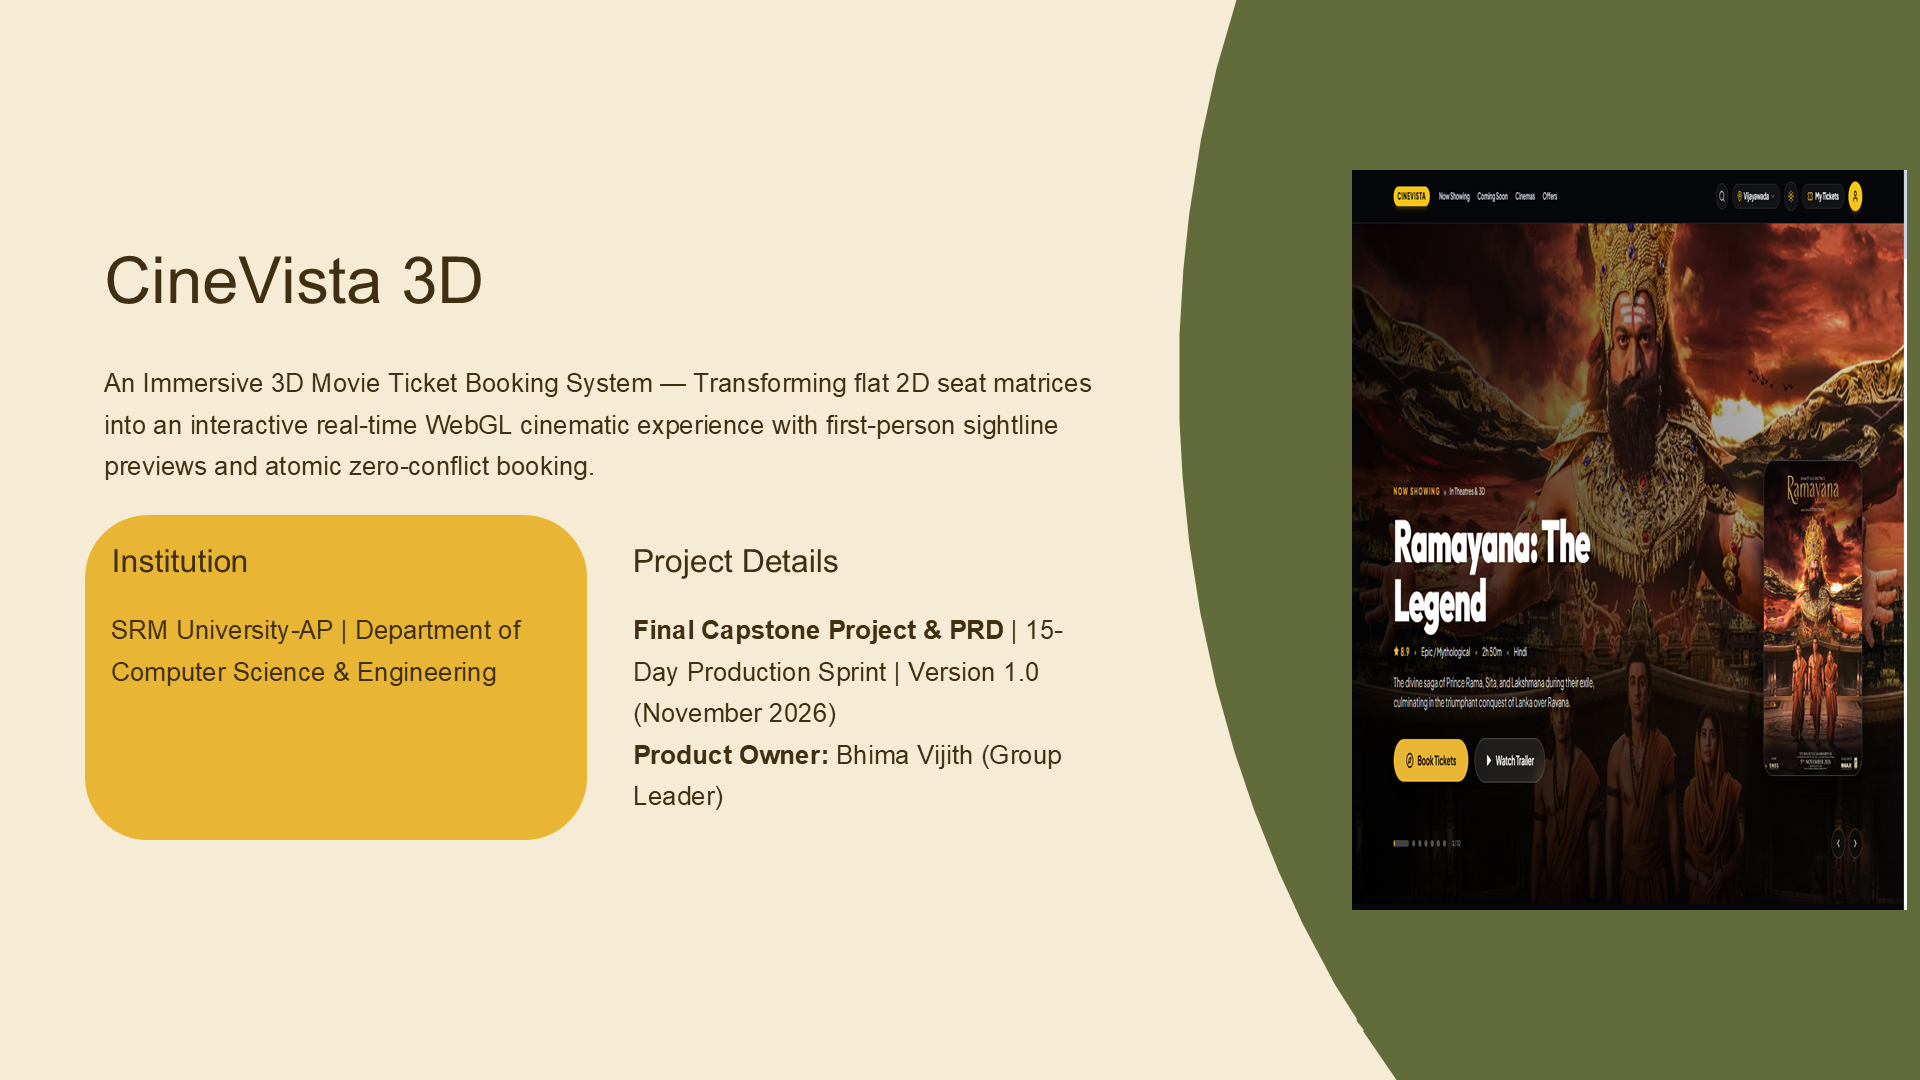 CineVista 3D
An Immersive 3D Movie Ticket Booking System — Transforming flat 2D seat matrices
into an interactive real-time WebGL cinematic experience with first-person sightline
previews and atomic zero-conflict booking.
Institution
SRM University-AP | Department of
Computer Science & Engineering
Project Details
Final Capstone Project & PRD | 15-
Day Production Sprint | Version 1.0
(November 2026)
Product Owner: Bhima Vijith (Group
Leader)
CINEVISTA Now Showing Coming Soon Cinemas Offers Vijayawada My Tickets
NOW SHOWING • In Theatres & 3D
Ramayana: The
Legend
★ 8.9 • Epic / Mythological • 2h 50m • Hindi
The divine saga of Prince Rama, Sita, and Lakshmana during their exile,
culminating in the triumphant conquest of Lanka over Ravana.
Book Tickets Watch Trailer
Ramayana
IMAX